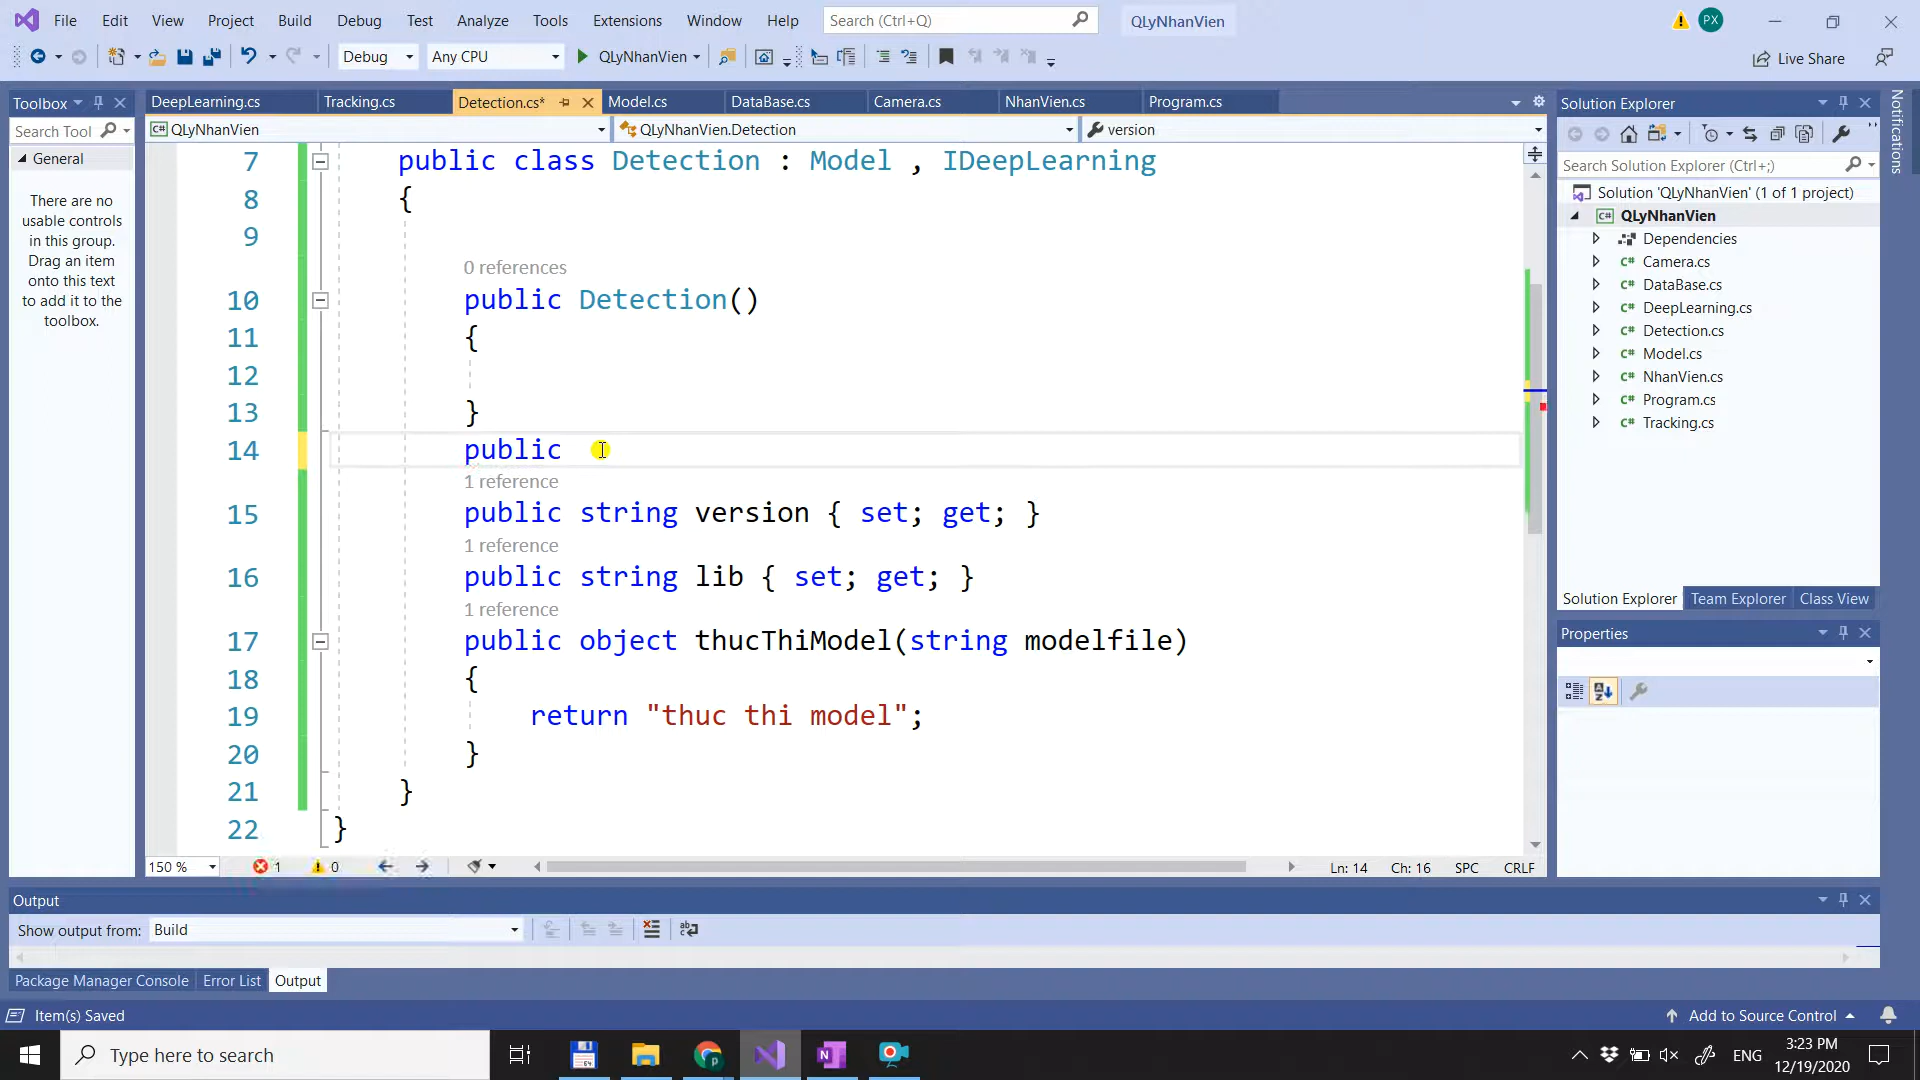 File Edit View Project Build Debug Test Analyze Tools Extensions Window Help Search (Ctrl+Q) QLyNhanVien PX
Debug Any CPU QLyNhanVien Live Share
Toolbox DeepLearning.cs Tracking.cs Detection.cs* Model.cs DataBase.cs Camera.cs NhanVien.cs Program.cs Solution Explorer
Search Tool QLyNhanVien QLyNhanVien.Detection version
General
There are no
usable controls
in this group.
Drag an item
onto this text
to add it to the
toolbox.
7 public class Detection : Model , IDeepLearning
8 {
9
0 references
10 public Detection()
11 {
12
13 }
14 public
1 reference
15 public string version { set; get; }
1 reference
16 public string lib { set; get; }
1 reference
17 public object thucThiModel(string modelfile)
18 {
19 return "thuc thi model";
20 }
21 }
22 }
150 % 1 0 Ln: 14 Ch: 16 SPC CRLF
Search Solution Explorer (Ctrl+;)
Solution 'QLyNhanVien' (1 of 1 project)
C# QLyNhanVien
Dependencies
C# Camera.cs
C# DataBase.cs
C# DeepLearning.cs
C# Detection.cs
C# Model.cs
C# NhanVien.cs
C# Program.cs
C# Tracking.cs
Solution Explorer Team Explorer Class View
Properties
Notifications
Output
Show output from: Build
Package Manager Console Error List Output
Item(s) Saved Add to Source Control
Type here to search ENG 3:23 PM
12/19/2020